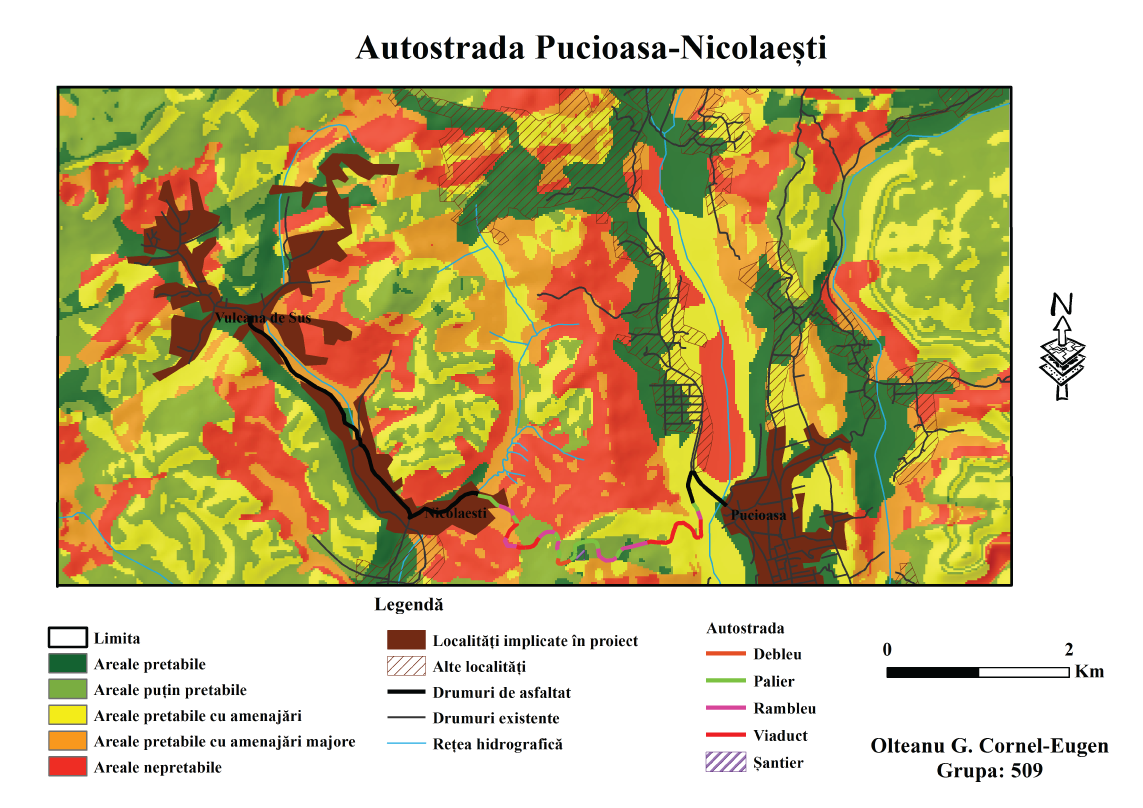 Autostrada Pucioasa-Nicolaești
Vulcana de Sus
Nicolaesti
Pucioasa
N
Legendă
Limita
Areale pretabile
Areale puțin pretabile
Areale pretabile cu amenajări
Areale pretabile cu amenajări majore
Areale nepretabile
Localități implicate în proiect
Alte localități
Drumuri de asfaltat
Drumuri existente
Rețea hidrografică
Autostrada
Debleu
Palier
Rambleu
Viaduct
Șantier
0 2
Km
Olteanu G. Cornel-Eugen
Grupa: 509